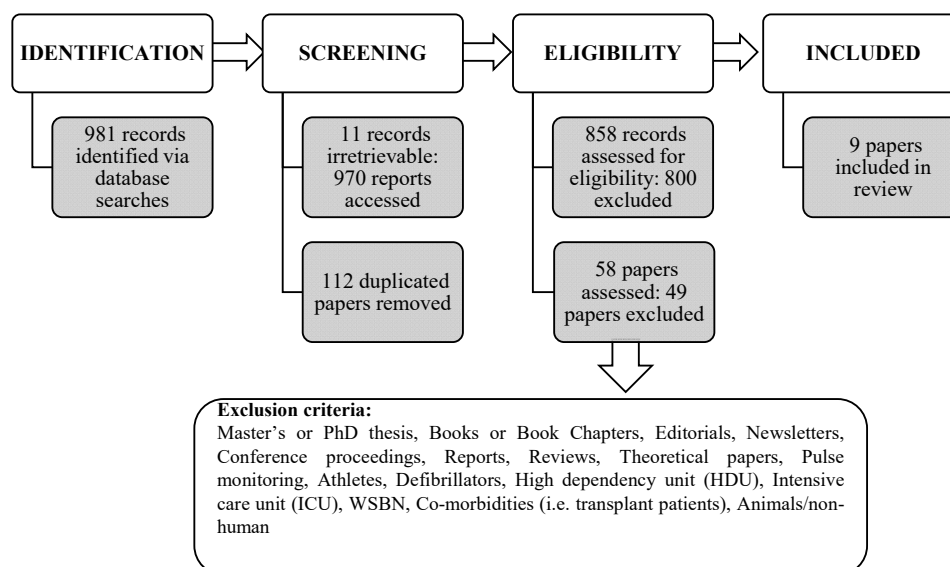 IDENTIFICATION
SCREENING
ELIGIBILITY
INCLUDED
981 records
identified via
database
searches
11 records
irretrievable:
970 reports
accessed
858 records
assessed for
eligibility: 800
excluded
9 papers
included in
review
112 duplicated
papers removed
58 papers
assessed: 49
papers excluded
Exclusion criteria:
Master’s or PhD thesis, Books or Book Chapters, Editorials, Newsletters,
Conference proceedings, Reports, Reviews, Theoretical papers, Pulse
monitoring, Athletes, Defibrillators, High dependency unit (HDU), Intensive
care unit (ICU), WSBN, Co-morbidities (i.e. transplant patients), Animals/non-
human